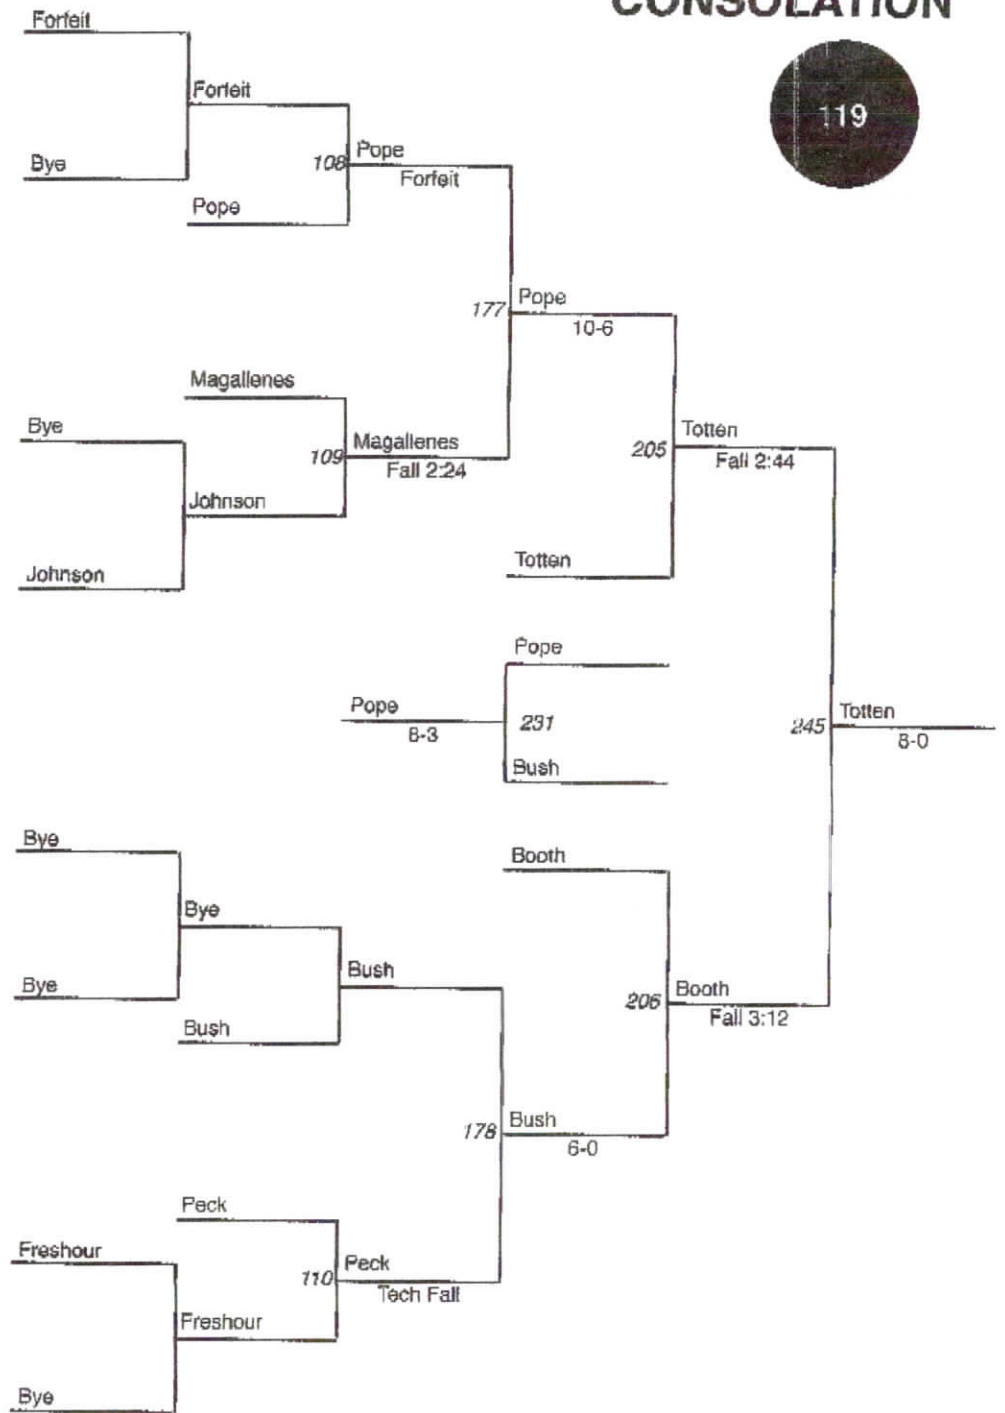 CONSOLATION
119
Forfeit
Forfeit
Bye
108
Pope
Forfeit
Pope
177
Pope
10-6
Magallenes
Bye
109
Magallenes
Fall 2:24
Johnson
Johnson
205
Totten
Fall 2:44
Totten
Pope
Pope
8-3
231
Bush
245
Totten
8-0
Bye
Bye
Bye
Bush
Bush
Booth
206
Booth
Fall 3:12
178
Bush
6-0
Peck
Freshour
110
Peck
Tech Fall
Freshour
Bye